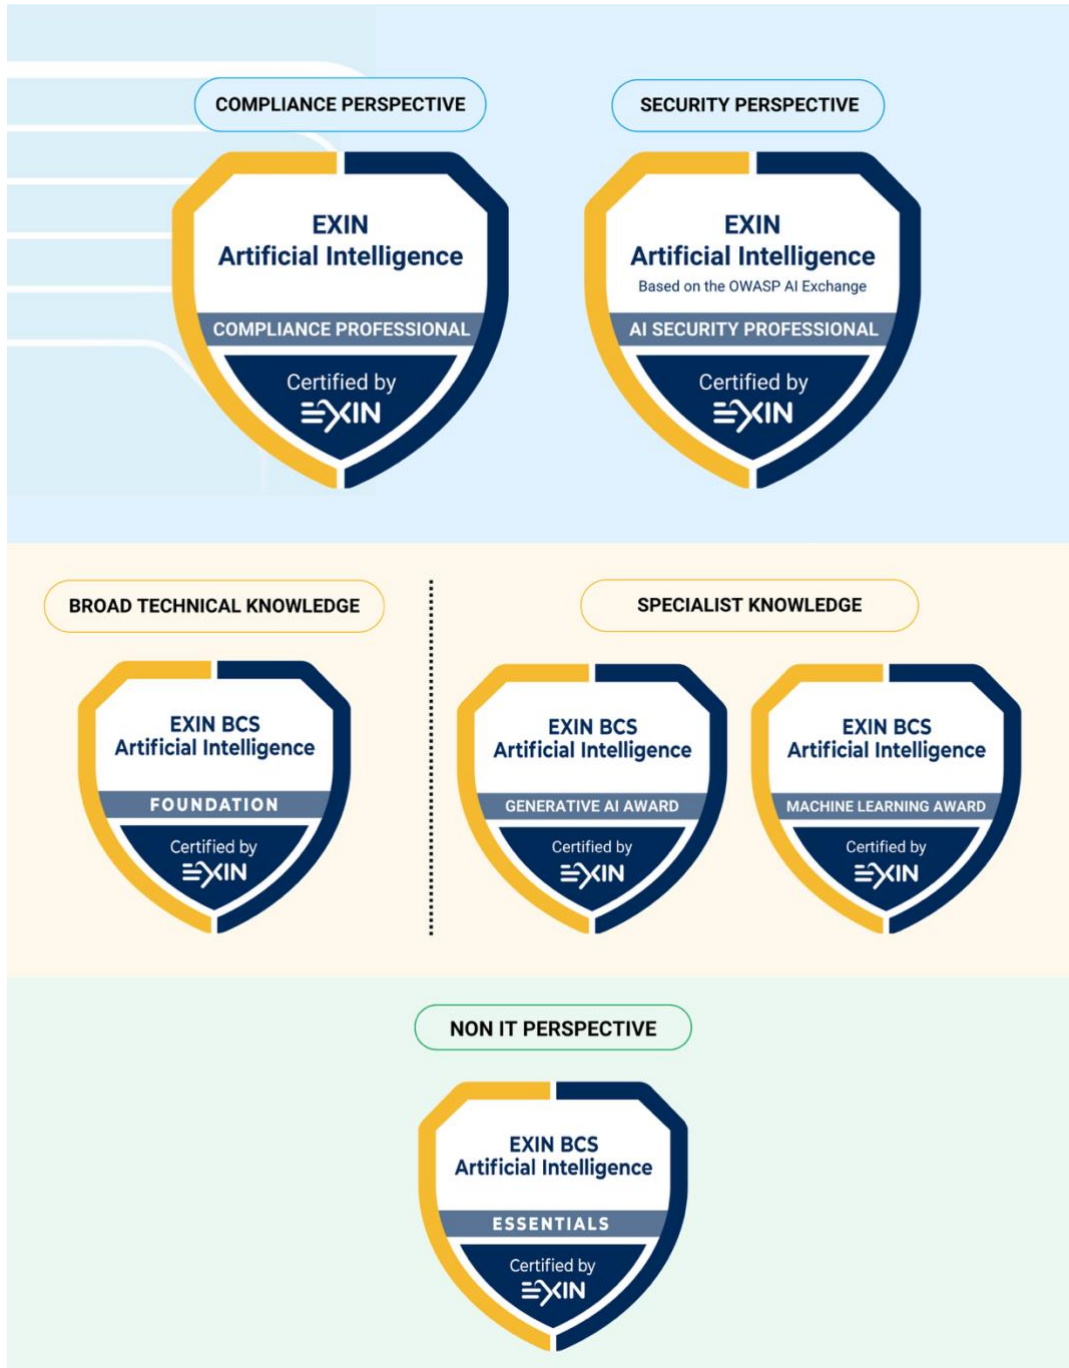 COMPLIANCE PERSPECTIVE
EXIN
Artificial Intelligence
COMPLIANCE PROFESSIONAL
Certified by
EXIN
SECURITY PERSPECTIVE
EXIN
Artificial Intelligence
Based on the OWASP AI Exchange
AI SECURITY PROFESSIONAL
Certified by
EXIN
BROAD TECHNICAL KNOWLEDGE
EXIN BCS
Artificial Intelligence
FOUNDATION
Certified by
EXIN
SPECIALIST KNOWLEDGE
EXIN BCS
Artificial Intelligence
GENERATIVE AI AWARD
Certified by
EXIN
EXIN BCS
Artificial Intelligence
MACHINE LEARNING AWARD
Certified by
EXIN
NON IT PERSPECTIVE
EXIN BCS
Artificial Intelligence
ESSENTIALS
Certified by
EXIN